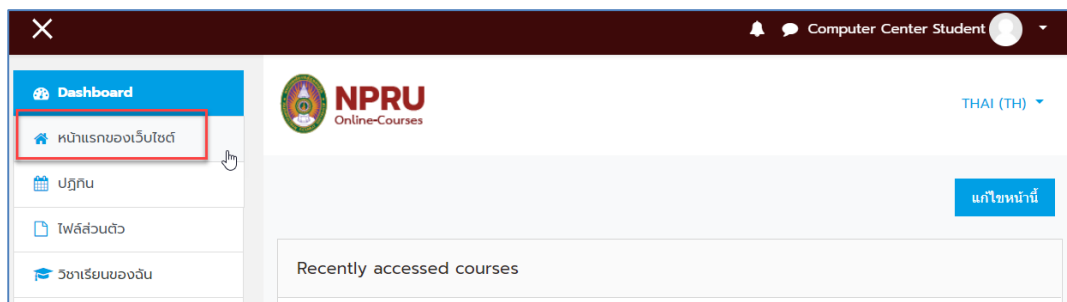 Computer Center Student
Dashboard
หน้าแรกของเว็บไซต์
ปฏิทิน
ไฟล์ส่วนตัว
วิชาเรียนของฉัน
NPRU
Online-Courses
THAI (TH)
แก้ไขหน้านี้
Recently accessed courses